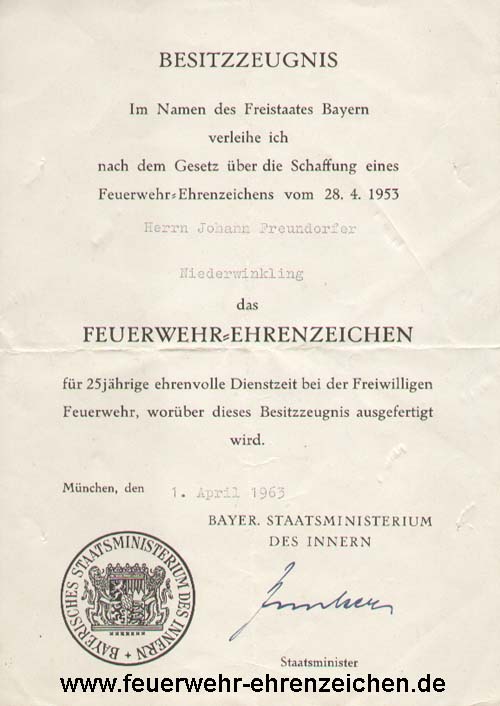 BESITZZEUGNIS
Im Namen des Freistaates Bayern
verleihe ich
nach dem Gesetz über die Schaffung eines
Feuerwehr=Ehrenzeichens vom 28. 4. 1953
Herrn Johann Preundorfer
Niederwinkling
das
FEUERWEHR=EHRENZEICHEN
für 25jährige ehrenvolle Dienstzeit bei der Freiwilligen
Feuerwehr, worüber dieses Besitzzeugnis ausgefertigt
wird.
München, den 1. April 1963
BAYER. STAATSMINISTERIUM
DES INNERN
BAYERISCHES STAATSMINISTERIUM DES INNERN
Staatsminister
www.feuerwehr-ehrenzeichen.de